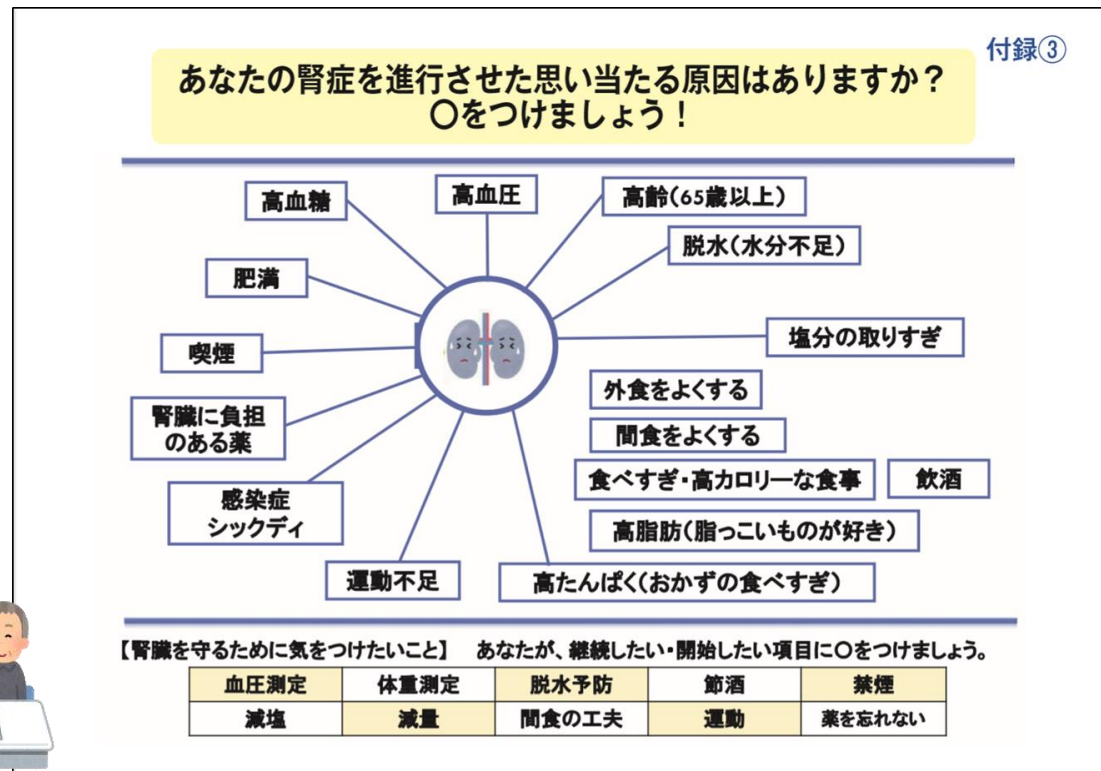 付録③
あなたの腎症を進行させた思い当たる原因はありますか？
〇をつけましょう！
高血糖
高血圧
高齢(65歳以上)
脱水(水分不足)
肥満
塩分の取りすぎ
喫煙
外食をよくする
腎臓に負担
のある薬
間食をよくする
食べすぎ・高カロリーな食事
飲酒
感染症
シックディ
高脂肪(脂っこいものが好き)
運動不足
高たんぱく(おかずの食べすぎ)
【腎臓を守るために気をつけたいこと】 あなたが、継続したい・開始したい項目に〇をつけましょう。
血圧測定 体重測定 脱水予防 節酒 禁煙
減塩 減量 間食の工夫 運動 薬を忘れない